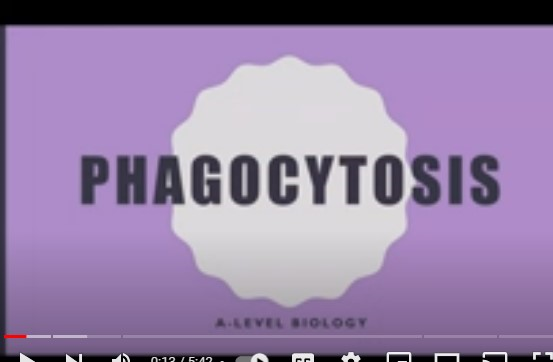 PHAGOCYTOSIS
A-LEVEL BIOLOGY
0:13 / 5:42